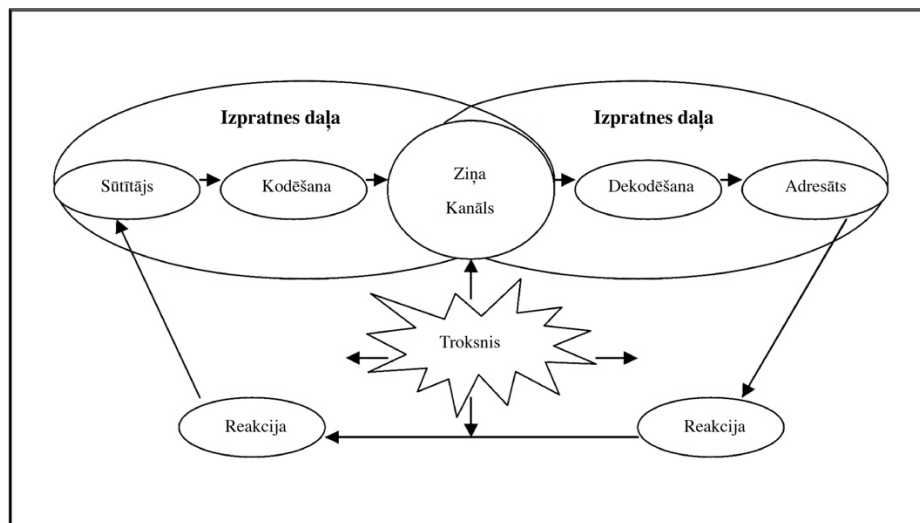 Izpratnes daļa
Izpratnes daļa
Sūtītājs
Kodēšana
Ziņa
Kanāls
Dekodēšana
Adresāts
Troksnis
Reakcija
Reakcija